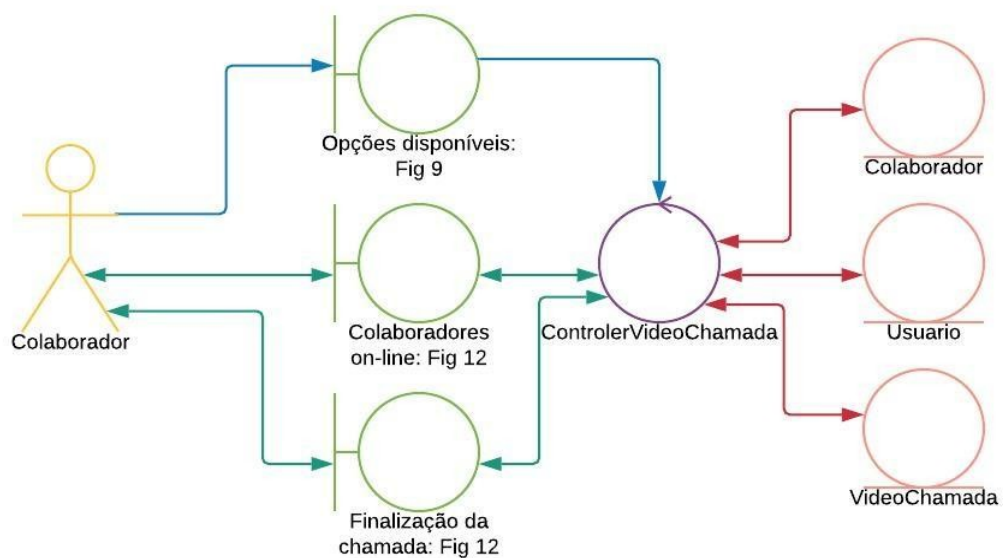 Opções disponíveis:
Fig 9
Colaborador
Colaborador
Colaboradores
on-line: Fig 12
ControlerVideoChamada
Usuario
Finalização da
chamada: Fig 12
VideoChamada